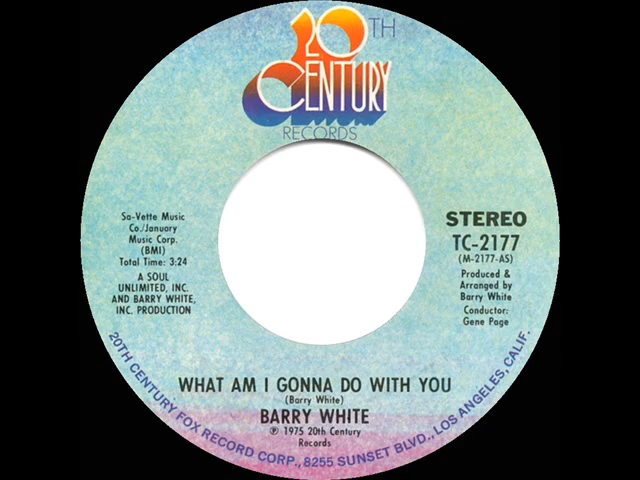 20TH
CENTURY
RECORDS
Sa-Vette Music
Co./January
Music Corp.
(BMI)
Total Time: 3:24
A SOUL
UNLIMITED, INC.
AND BARRY WHITE,
INC. PRODUCTION
STEREO
TC-2177
(M-2177-AS)
Produced &
Arranged by
Barry White
Conductor:
Gene Page
WHAT AM I GONNA DO WITH YOU
(Barry White)
BARRY WHITE
℗ 1975 20th Century
Records
20TH CENTURY FOX RECORD CORP., 8255 SUNSET BLVD., LOS ANGELES, CALIF.